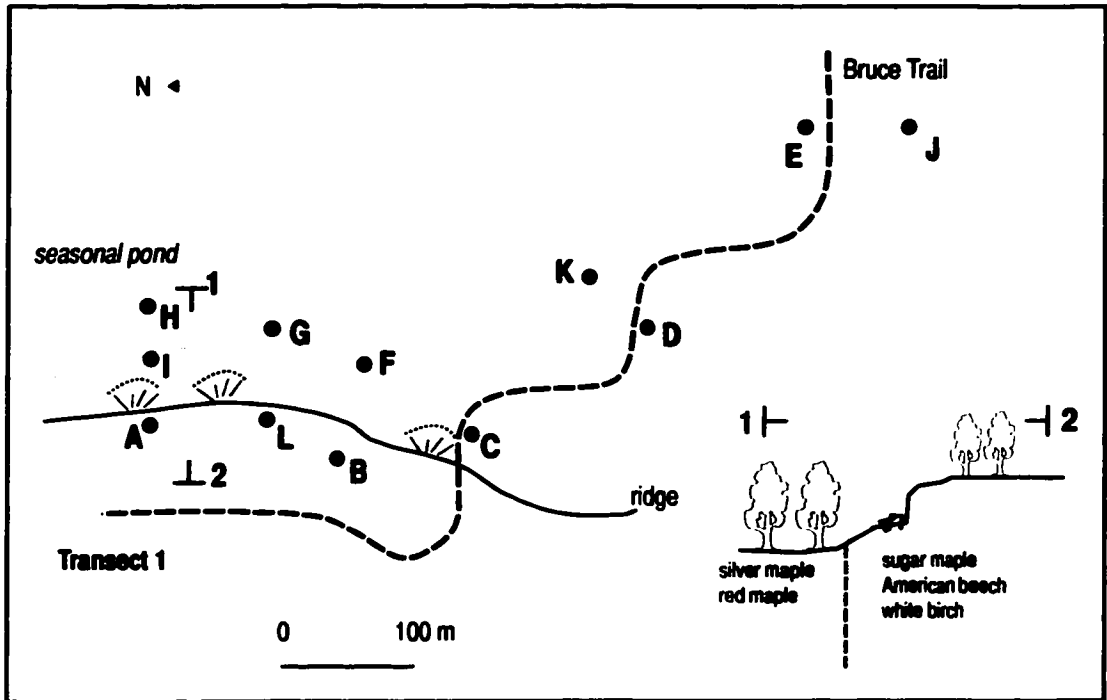 Bruce Trail
N
E
J
seasonal pond
1
H
K
G
D
I
F
1
2
A
L
C
B
2
ridge
Transect 1
silver maple
red maple
sugar maple
American beech
white birch
0 100 m